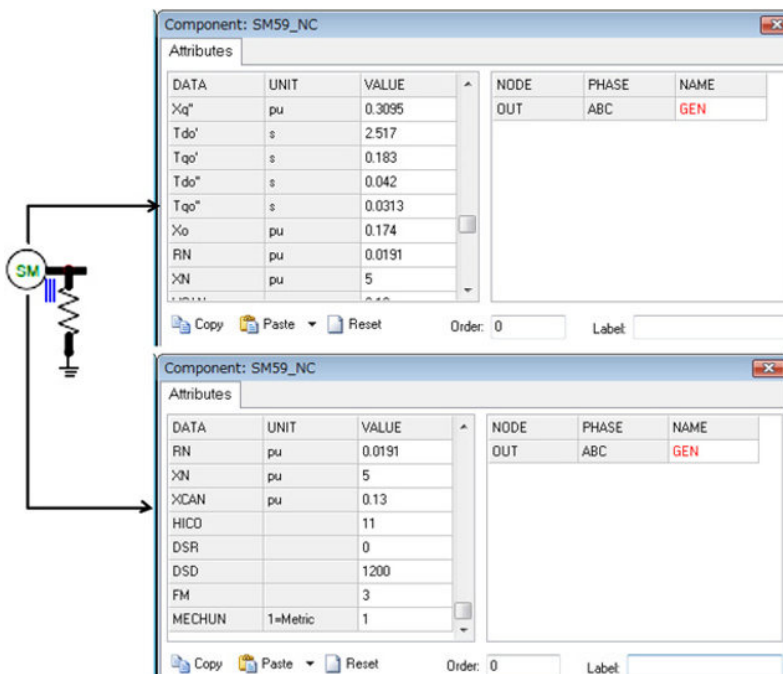 Component: SM59_NC
Attributes
DATA UNIT VALUE NODE PHASE NAME
Xq" pu 0.3095 OUT ABC GEN
Tdo' s 2.517
Tqo' s 0.183
Tdo" s 0.042
Tqo" s 0.0313
Xo pu 0.174
RN pu 0.0191
XN pu 5
Copy Paste Reset Order: 0 Label:
SM
Component: SM59_NC
Attributes
DATA UNIT VALUE NODE PHASE NAME
RN pu 0.0191 OUT ABC GEN
XN pu 5
XCAN pu 0.13
HICO 11
DSR 0
DSD 1200
FM 3
MECHUN 1=Metric 1
Copy Paste Reset Order: 0 Label: